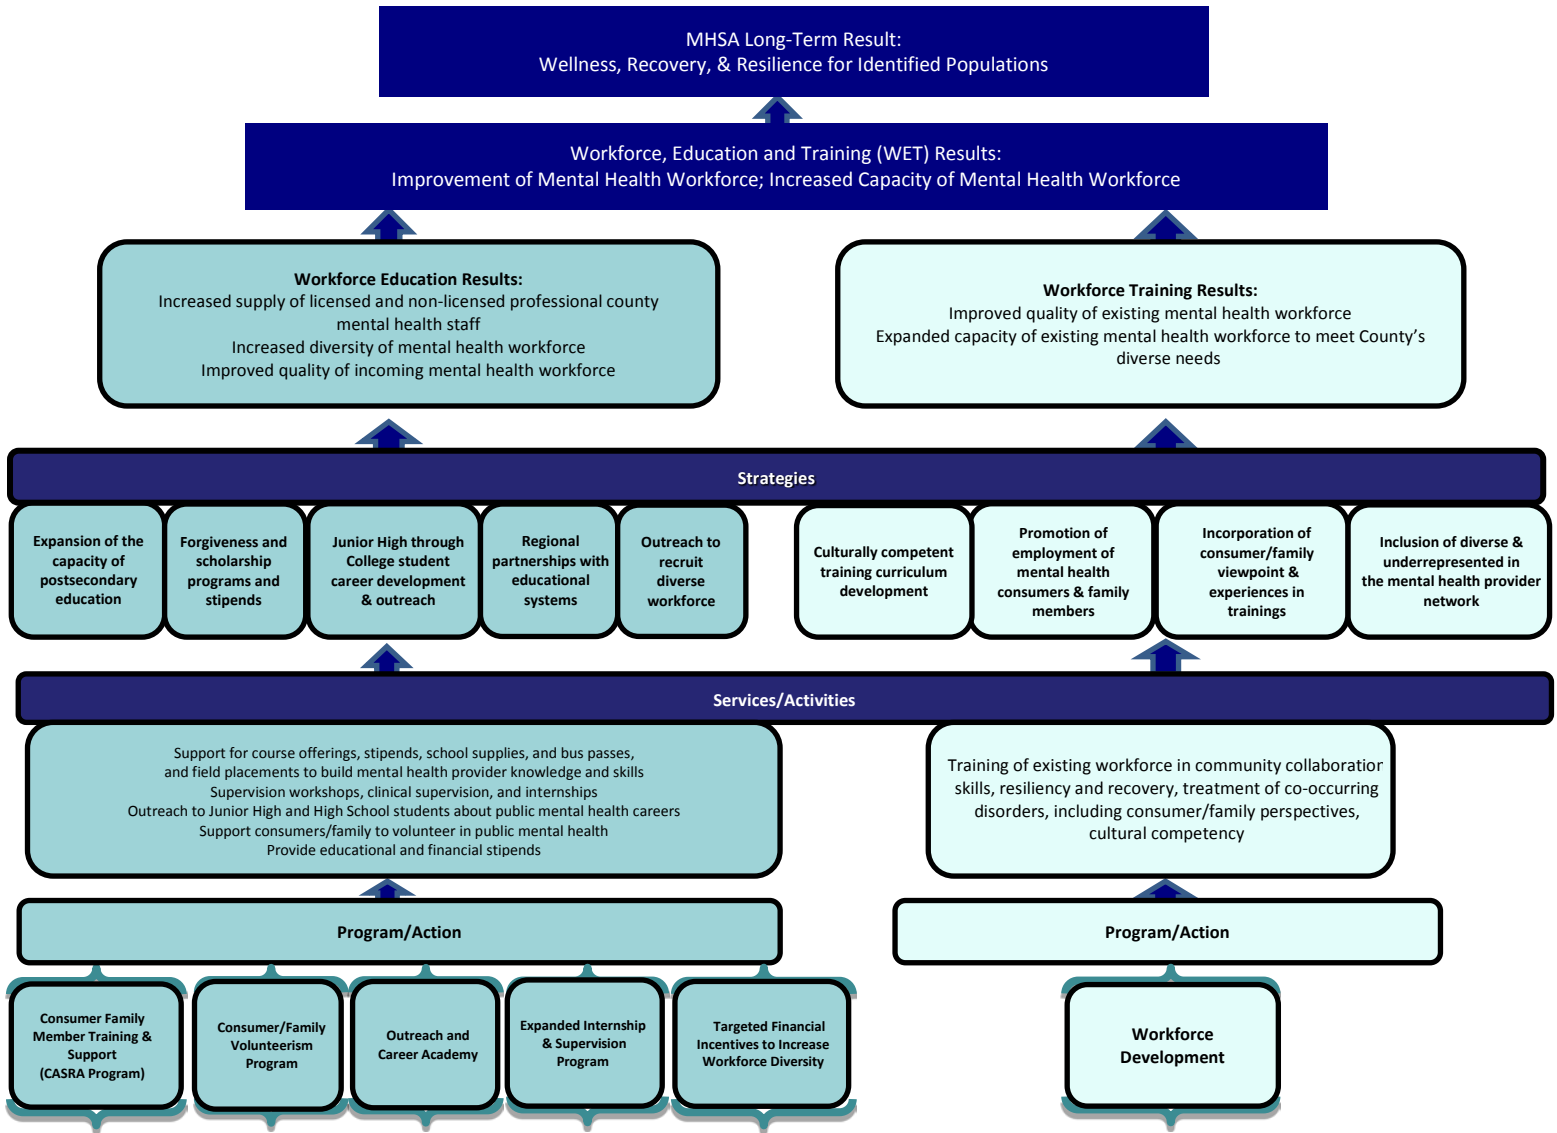 MHSA Long-Term Result:
Wellness, Recovery, & Resilience for Identified Populations
Workforce, Education and Training (WET) Results:
Improvement of Mental Health Workforce; Increased Capacity of Mental Health Workforce
Workforce Education Results:
Increased supply of licensed and non-licensed professional county
mental health staff
Increased diversity of mental health workforce
Improved quality of incoming mental health workforce
Workforce Training Results:
Improved quality of existing mental health workforce
Expanded capacity of existing mental health workforce to meet County’s
diverse needs
Strategies
Expansion of the
capacity of
postsecondary
education
Forgiveness and
scholarship
programs and
stipends
Junior High through
College student
career development
& outreach
Regional
partnerships with
educational
systems
Outreach to
recruit
diverse
workforce
Culturally competent
training curriculum
development
Promotion of
employment of
mental health
consumers & family
members
Incorporation of
consumer/family
viewpoint &
experiences in
trainings
Inclusion of diverse &
underrepresented in
the mental health provider
network
Services/Activities
Support for course offerings, stipends, school supplies, and bus passes,
and field placements to build mental health provider knowledge and skills
Supervision workshops, clinical supervision, and internships
Outreach to Junior High and High School students about public mental health careers
Support consumers/family to volunteer in public mental health
Provide educational and financial stipends
Training of existing workforce in community collaboration
skills, resiliency and recovery, treatment of co-occurring
disorders, including consumer/family perspectives,
cultural competency
Program/Action
Program/Action
Consumer Family
Member Training &
Support
(CASRA Program)
Consumer/Family
Volunteerism
Program
Outreach and
Career Academy
Expanded Internship
& Supervision
Program
Targeted Financial
Incentives to Increase
Workforce Diversity
Workforce
Development